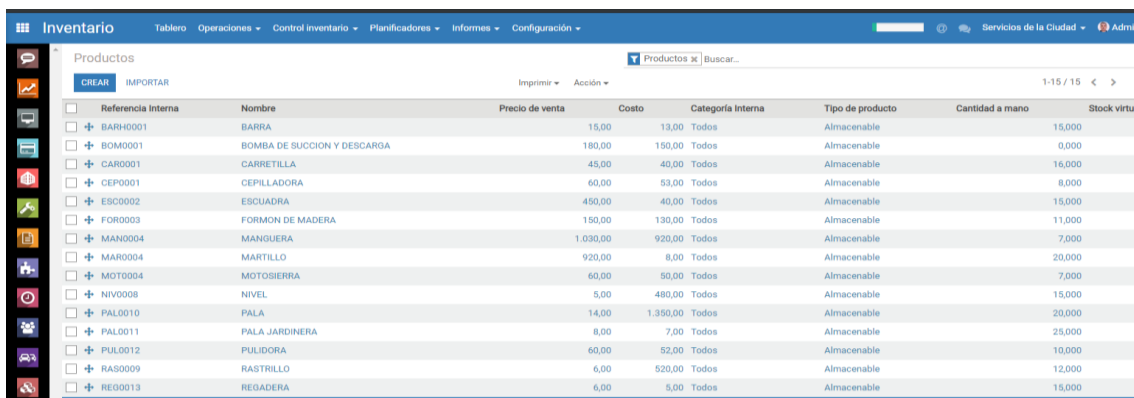 Inventario Tablero Operaciones Control inventario Planificadores Informes Configuración @ Servicios de la Ciudad Admi
Productos Productos Buscar...
CREAR IMPORTAR Imprimir Acción 1-15 / 15
Referencia Interna Nombre Precio de venta Costo Categoría Interna Tipo de producto Cantidad a mano Stock virtu
BARH0001 BARRA 15,00 13,00 Todos Almacenable 15,000
BOM0001 BOMBA DE SUCCION Y DESCARGA 180,00 150,00 Todos Almacenable 0,000
CAR0001 CARRETILLA 45,00 40,00 Todos Almacenable 16,000
CEP0001 CEPILLADORA 60,00 53,00 Todos Almacenable 8,000
ESC0002 ESCUADRA 450,00 40,00 Todos Almacenable 15,000
FOR0003 FORMON DE MADERA 150,00 130,00 Todos Almacenable 11,000
MAN0004 MANGUERA 1.030,00 920,00 Todos Almacenable 7,000
MAR0004 MARTILLO 920,00 8,00 Todos Almacenable 20,000
MOT0004 MOTOSIERRA 60,00 50,00 Todos Almacenable 7,000
NIV0008 NIVEL 5,00 480,00 Todos Almacenable 15,000
PAL0010 PALA 14,00 1.350,00 Todos Almacenable 20,000
PAL0011 PALA JARDINERA 8,00 7,00 Todos Almacenable 25,000
PUL0012 PULIDORA 60,00 52,00 Todos Almacenable 10,000
RAS0009 RASTRILLO 6,00 520,00 Todos Almacenable 12,000
REG0013 REGADERA 6,00 5,00 Todos Almacenable 15,000